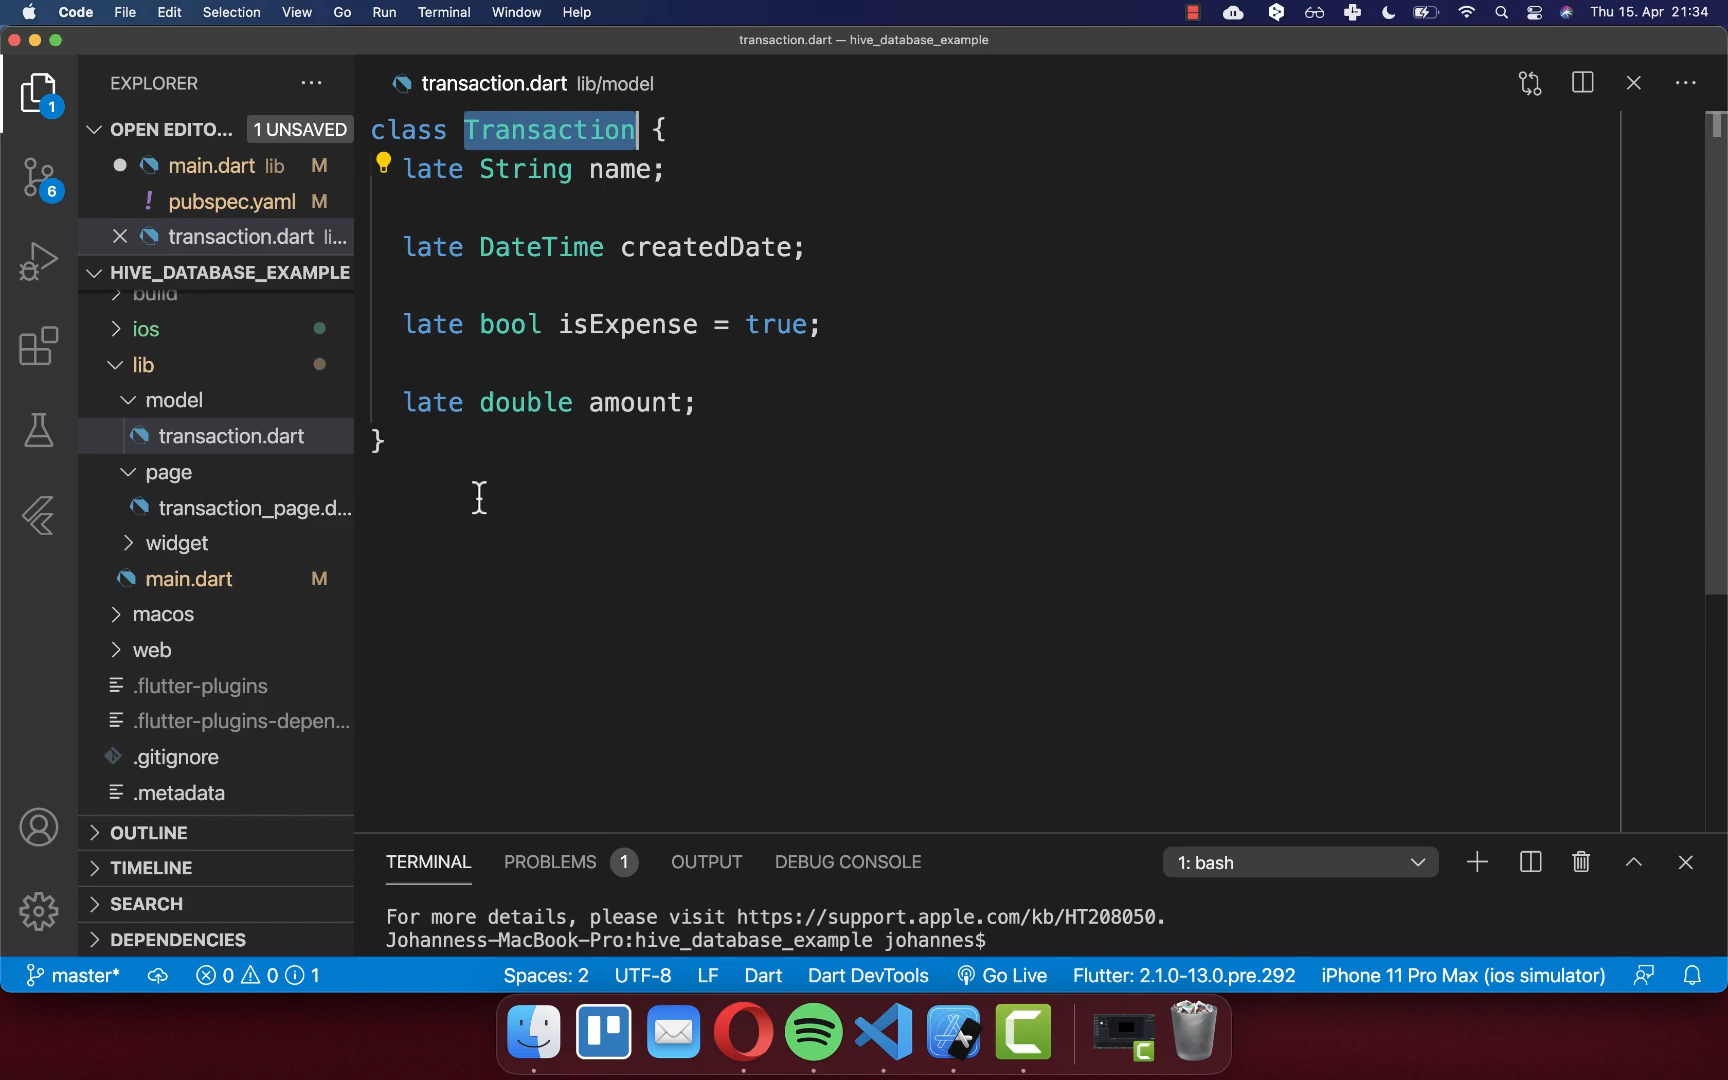 Code File Edit Selection View Go Run Terminal Window Help
Thu 15. Apr 21:34
transaction.dart — hive_database_example
EXPLORER
OPEN EDITO... 1 UNSAVED
main.dart lib M
pubspec.yaml M
transaction.dart li...
HIVE_DATABASE_EXAMPLE
build
ios
lib
model
transaction.dart
page
transaction_page.d...
widget
main.dart M
macos
web
.flutter-plugins
.flutter-plugins-depen...
.gitignore
.metadata
OUTLINE
TIMELINE
SEARCH
DEPENDENCIES
1
6
transaction.dart lib/model
class Transaction {
late String name;
late DateTime createdDate;
late bool isExpense = true;
late double amount;
}
TERMINAL PROBLEMS 1 OUTPUT DEBUG CONSOLE
1: bash
For more details, please visit https://support.apple.com/kb/HT208050.
Johanness-MacBook-Pro:hive_database_example johannes$
master* 0 0 1 Spaces: 2 UTF-8 LF Dart Dart DevTools Go Live Flutter: 2.1.0-13.0.pre.292 iPhone 11 Pro Max (ios simulator)